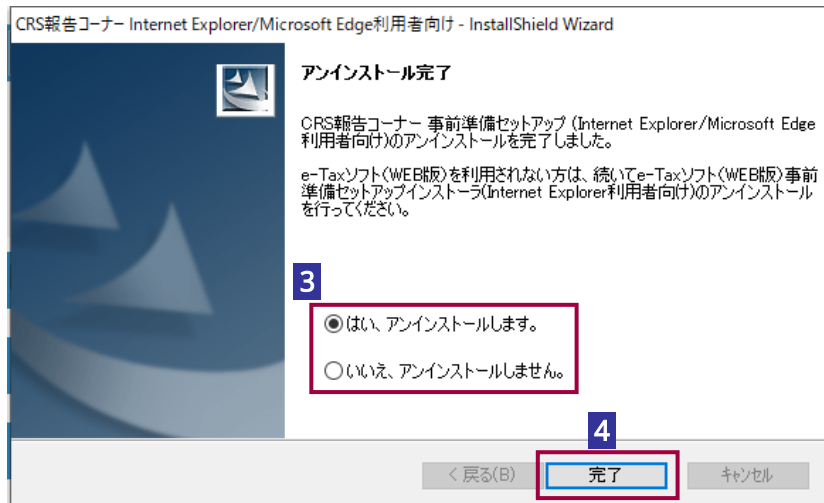 CRS報告コーナー Internet Explorer/Microsoft Edge利用者向け - InstallShield Wizard
アンインストール完了
CRS報告コーナー 事前準備セットアップ (Internet Explorer/Microsoft Edge
利用者向け)のアンインストールを完了しました。
e-Taxソフト(WEB版)を利用されない方は、続いてe-Taxソフト(WEB版)事前
準備セットアップインストーラ(Internet Explorer利用者向け)のアンインストール
を行ってください。
3
はい、アンインストールします。
いいえ、アンインストールしません。
4
< 戻る(B)
完了
キャンセル